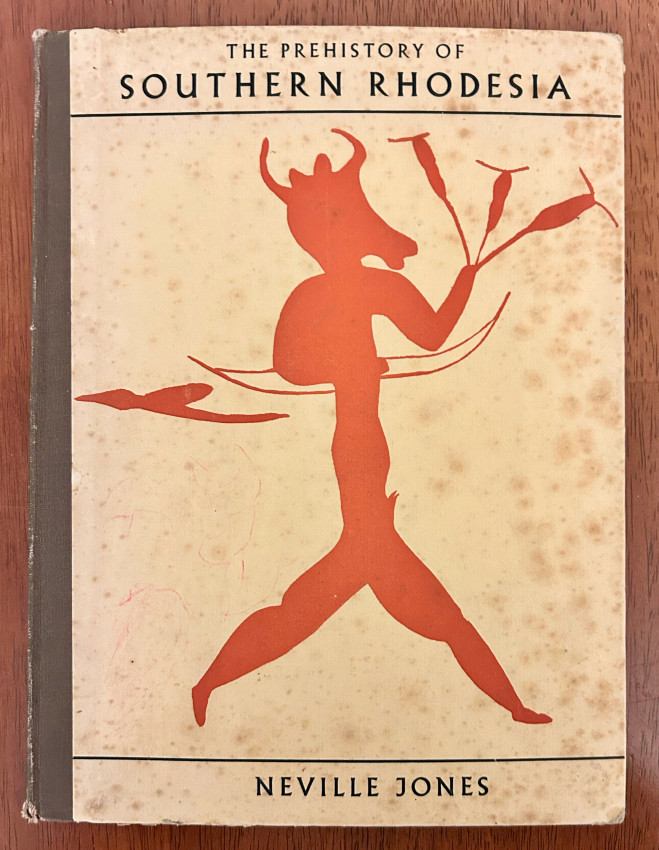 THE PREHISTORY OF
SOUTHERN RHODESIA
NEVILLE JONES